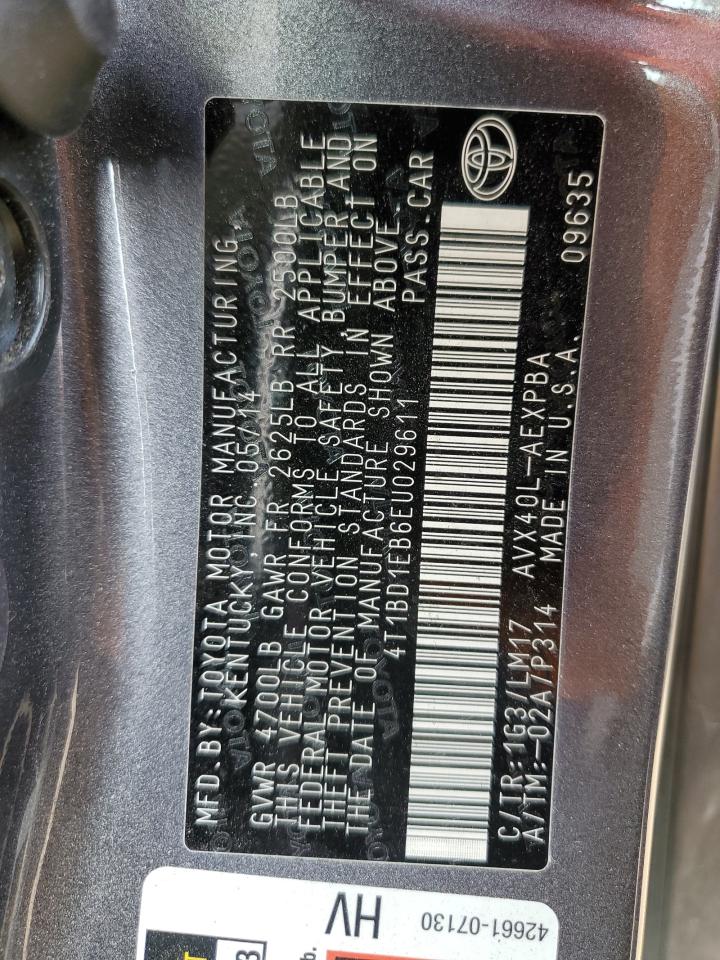 MFD.BY:TOYOTA MOTOR MANUFACTURING,
KENTUCKY,INC 05/14
GVWR 4700LB GAWR FR 2625LB RR 2500LB
THIS VEHICLE CONFORMS TO ALL APPLICABLE
FEDERAL MOTOR VEHICLE SAFETY, BUMPER AND
THEFT PREVENTION STANDARDS IN EFFECT ON
THE DATE OF MANUFACTURE SHOWN ABOVE.
4T1BD1EB6EU029611 PASS.CAR
C/TR:1G3/LM17 AVX40L-AEXPBA
A/TM:-02A/P314 MADE IN U.S.A. 09635
HV
42661-07130